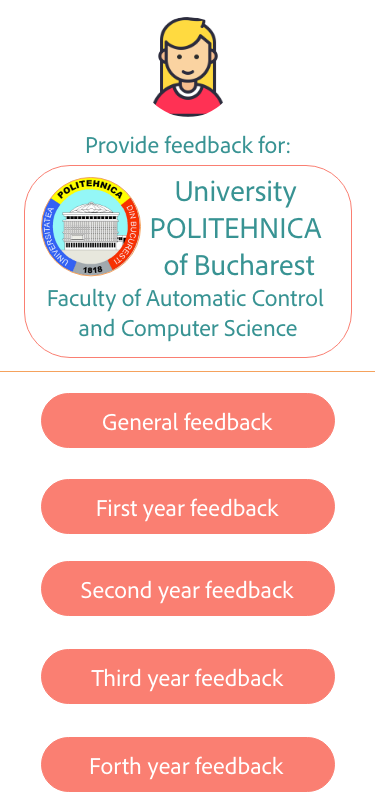 Provide feedback for:
University
POLITEHNICA
of Bucharest
UNIVERSITATEA
POLITEHNICA
DIN BUCUREȘTI
1818
Faculty of Automatic Control
and Computer Science
General feedback
First year feedback
Second year feedback
Third year feedback
Forth year feedback